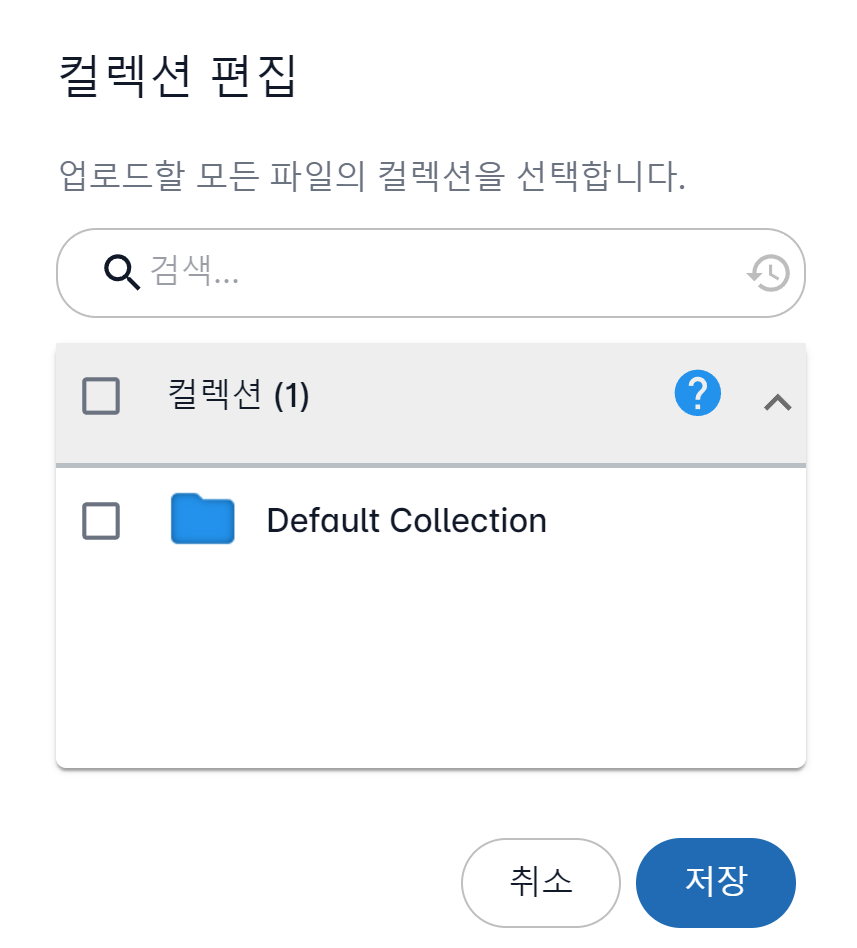 컬렉션 편집
업로드할 모든 파일의 컬렉션을 선택합니다.
검색...
컬렉션 (1)
?
Default Collection
취소
저장